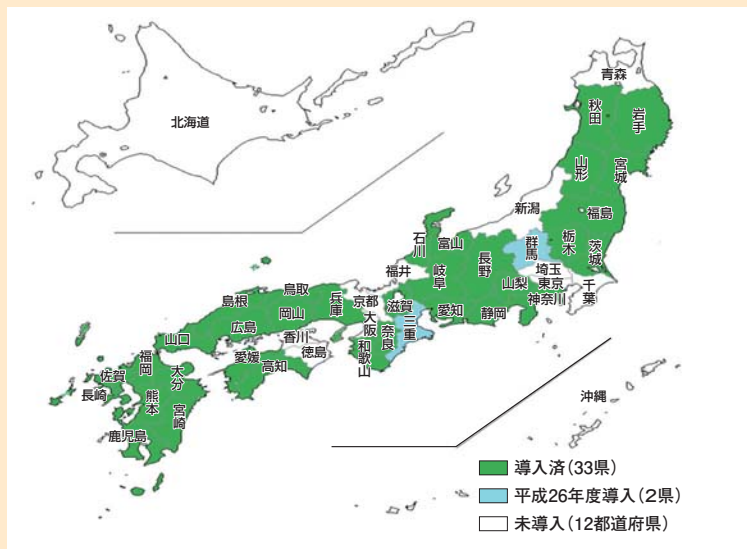 北海道
青森
秋田
岩手
山形
宮城
新潟
福島
石川
富山
群馬
栃木
茨城
福井
岐阜
長野
埼玉
山梨
東京
神奈川
千葉
島根
鳥取
兵庫
京都
滋賀
愛知
静岡
岡山
広島
大阪
奈良
三重
山口
香川
徳島
和歌山
福岡
大分
愛媛
高知
佐賀
長崎
熊本
宮崎
鹿児島
沖縄
導入済(33県)
平成26年度導入(2県)
未導入(12都道府県)